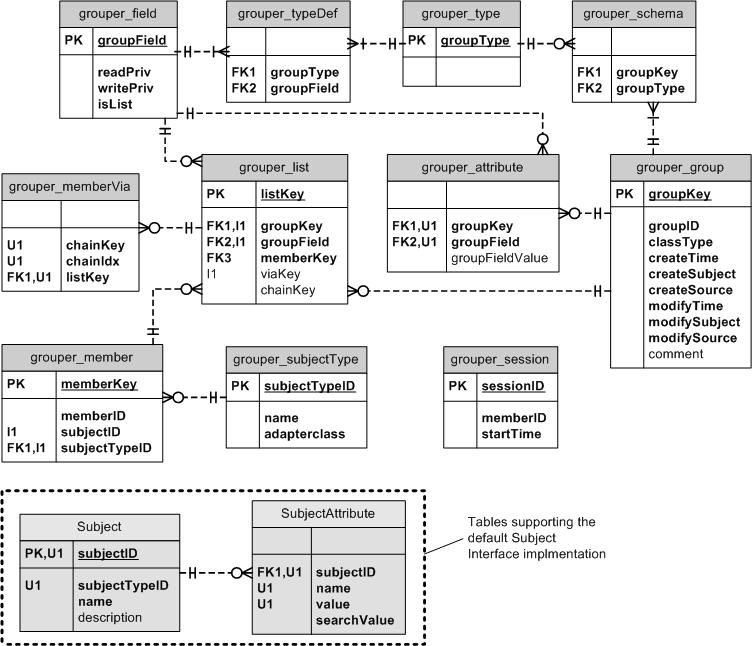 grouper_field
PK groupField
readPriv
writePriv
isList
grouper_typeDef
FK1 groupType
FK2 groupField
grouper_type
PK groupType
grouper_schema
FK1 groupKey
FK2 groupType
grouper_memberVia
U1 chainKey
U1 chainIdx
FK1,U1 listKey
grouper_list
PK listKey
FK1,I1 groupKey
FK2,I1 groupField
FK3 memberKey
I1 viaKey
chainKey
grouper_attribute
FK1,U1 groupKey
FK2,U1 groupField
groupFieldValue
grouper_group
PK groupKey
groupID
classType
createTime
createSubject
createSource
modifyTime
modifySubject
modifySource
comment
grouper_member
PK memberKey
memberID
I1 subjectID
FK1,I1 subjectTypeID
grouper_subjectType
PK subjectTypeID
name
adapterclass
grouper_session
PK sessionID
memberID
startTime
Subject
PK,U1 subjectID
U1 subjectTypeID
name
description
SubjectAttribute
FK1,U1 subjectID
U1 name
U1 value
searchValue
Tables supporting the
default Subject
Interface implmentation